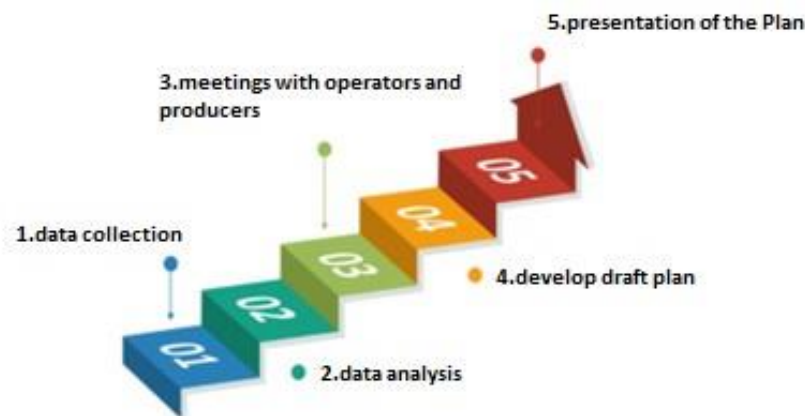 5.presentation of the Plan
3.meetings with operators and
producers
1.data collection
05
04
03
4.develop draft plan
02
01
2.data analysis